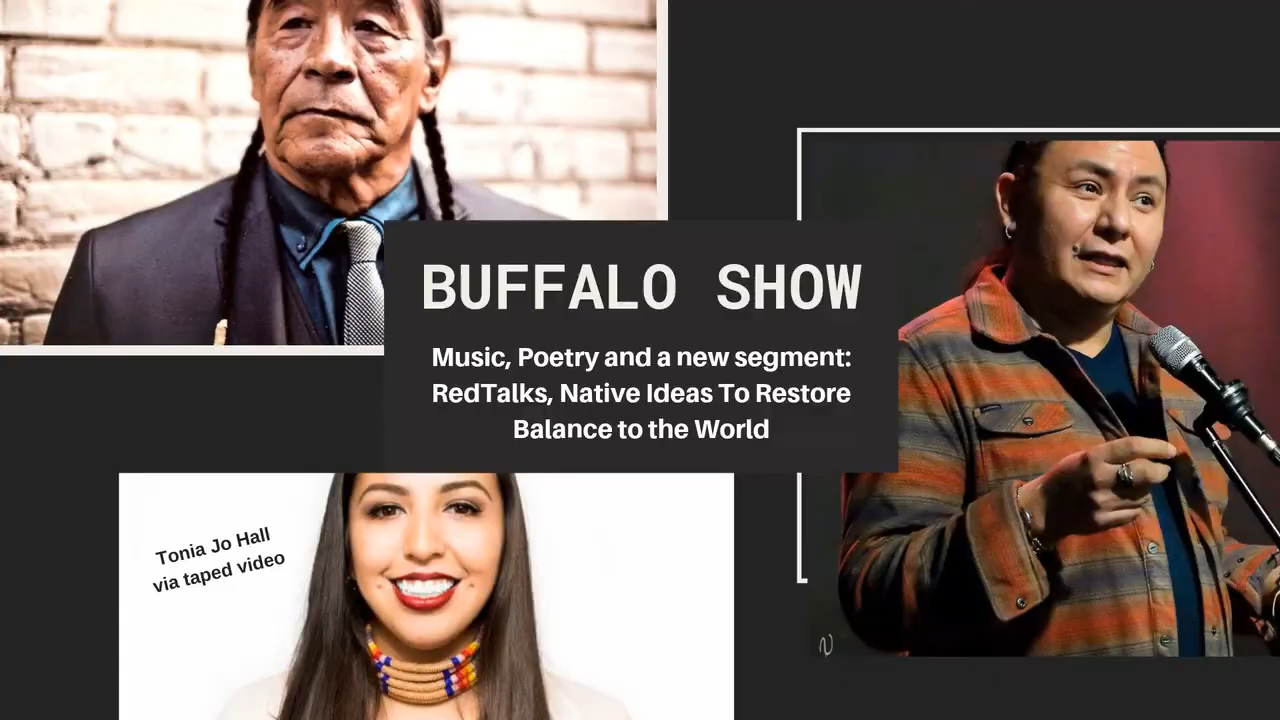 BUFFALO SHOW
Music, Poetry and a new segment:
RedTalks, Native Ideas To Restore
Balance to the World
Tonia Jo Hall
via taped video